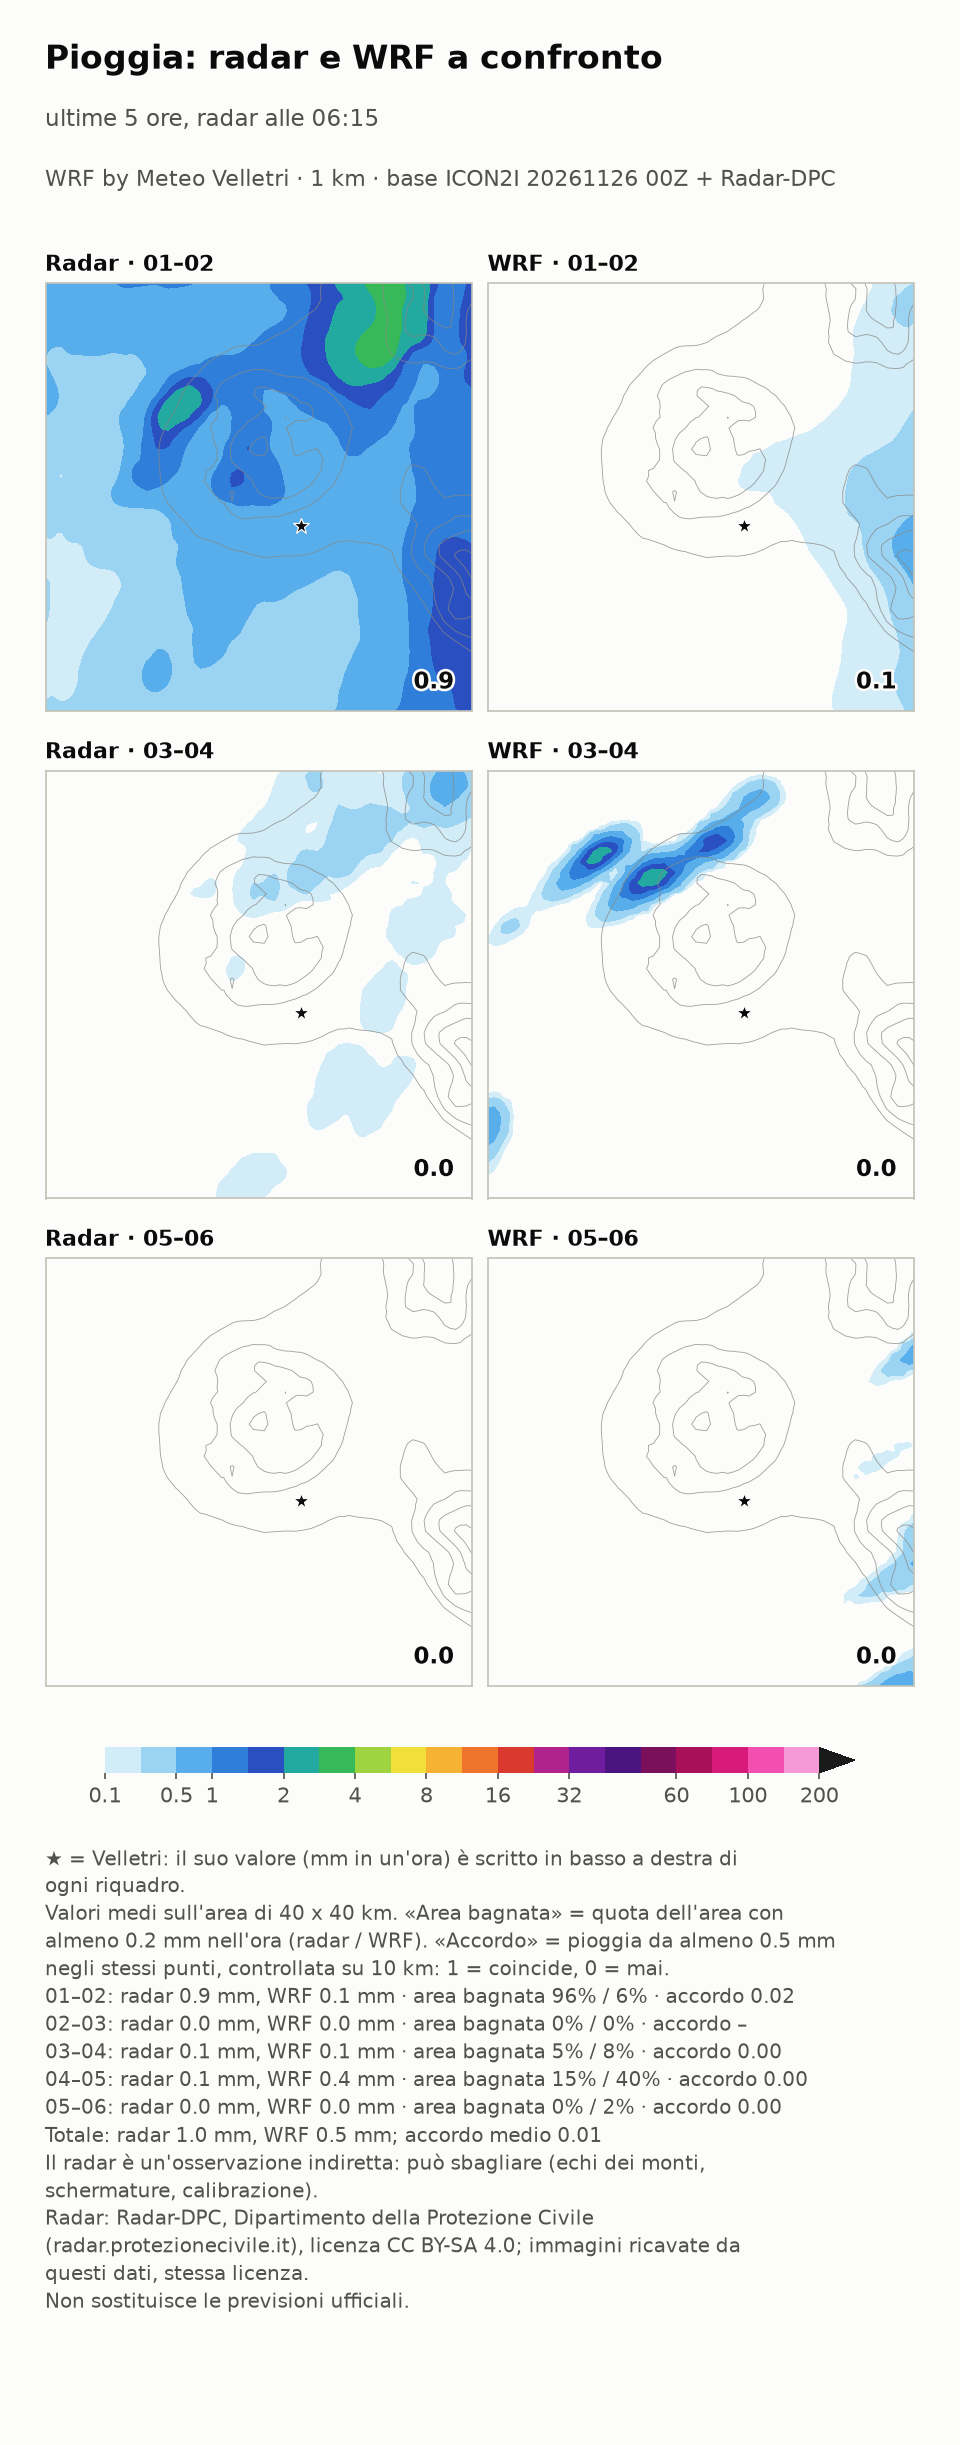 Pioggia: radar e WRF a confronto
ultime 5 ore, radar alle 06:15
WRF by Meteo Velletri · 1 km · base ICON2I 20261126 00Z + Radar-DPC
Radar · 01–02
WRF · 01–02
0.9
0.1
Radar · 03–04
WRF · 03–04
0.0
0.0
Radar · 05–06
WRF · 05–06
0.0
0.0
0.1 0.5 1 2 4 8 16 32 60 100 200
★ = Velletri: il suo valore (mm in un'ora) è scritto in basso a destra di
ogni riquadro.
Valori medi sull'area di 40 x 40 km. «Area bagnata» = quota dell'area con
almeno 0.2 mm nell'ora (radar / WRF). «Accordo» = pioggia da almeno 0.5 mm
negli stessi punti, controllata su 10 km: 1 = coincide, 0 = mai.
01–02: radar 0.9 mm, WRF 0.1 mm · area bagnata 96% / 6% · accordo 0.02
02–03: radar 0.0 mm, WRF 0.0 mm · area bagnata 0% / 0% · accordo –
03–04: radar 0.1 mm, WRF 0.1 mm · area bagnata 5% / 8% · accordo 0.00
04–05: radar 0.1 mm, WRF 0.4 mm · area bagnata 15% / 40% · accordo 0.00
05–06: radar 0.0 mm, WRF 0.0 mm · area bagnata 0% / 2% · accordo 0.00
Totale: radar 1.0 mm, WRF 0.5 mm; accordo medio 0.01
Il radar è un'osservazione indiretta: può sbagliare (echi dei monti,
schermature, calibrazione).
Radar: Radar-DPC, Dipartimento della Protezione Civile
(radar.protezionecivile.it), licenza CC BY-SA 4.0; immagini ricavate da
questi dati, stessa licenza.
Non sostituisce le previsioni ufficiali.